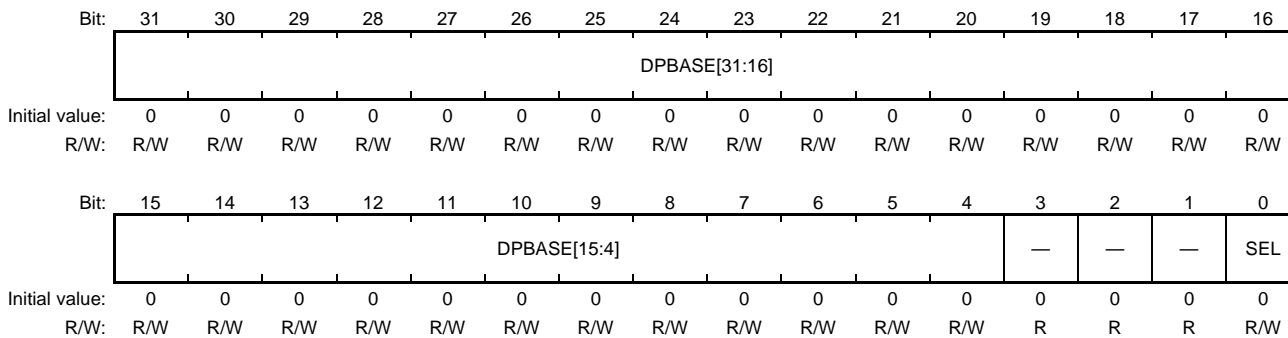 Bit: 31 30 29 28 27 26 25 24 23 22 21 20 19 18 17 16
DPBASE[31:16]
Initial value: 0 0 0 0 0 0 0 0 0 0 0 0 0 0 0 0
R/W: R/W R/W R/W R/W R/W R/W R/W R/W R/W R/W R/W R/W R/W R/W R/W R/W
Bit: 15 14 13 12 11 10 9 8 7 6 5 4 3 2 1 0
DPBASE[15:4] — — — SEL
Initial value: 0 0 0 0 0 0 0 0 0 0 0 0 0 0 0 0
R/W: R/W R/W R/W R/W R/W R/W R/W R/W R/W R/W R/W R/W R R R R/W